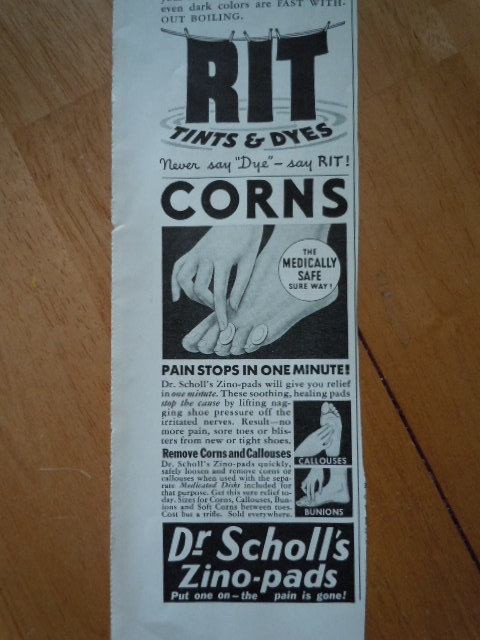 even dark colors are FAST WITH-
OUT BOILING.
RIT
TINTS & DYES
Never say "Dye" – say RIT!
CORNS
THE
MEDICALLY
SAFE
SURE WAY!
PAIN STOPS IN ONE MINUTE!
Dr. Scholl's Zino-pads will give you relief
in one minute. These soothing, healing pads
stop the cause by lifting nag-
ging shoe pressure off the
irritated nerves. Result—no
more pain, sore toes or blis-
ters from new or tight shoes.
Remove Corns and Callouses
Dr. Scholl's Zino-pads quickly,
safely loosen and remove corns or
callouses when used with the sepa-
rate Medicated Disks included for
that purpose. Get this sure relief to-
day. Sizes for Corns, Callouses, Bun-
ions and Soft Corns between toes.
Cost but a trifle. Sold everywhere.
CALLOUSES
BUNIONS
Dr Scholl's
Zino-pads
Put one on—the pain is gone!